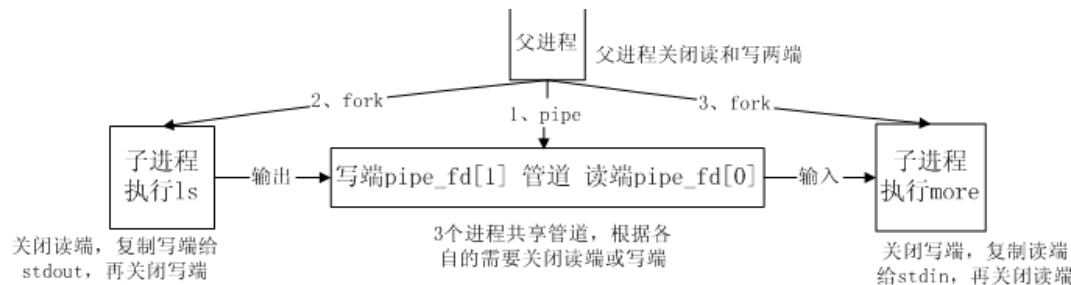 父进程
父进程关闭读和写两端
2、fork
1、pipe
3、fork
子进程
执行ls
输出
写端pipe_fd[1] 管道 读端pipe_fd[0]
输入
子进程
执行more
关闭读端，复制写端给
stdout，再关闭写端
3个进程共享管道，根据各
自的需要关闭读端或写端
关闭写端，复制读端
给stdin，再关闭读端